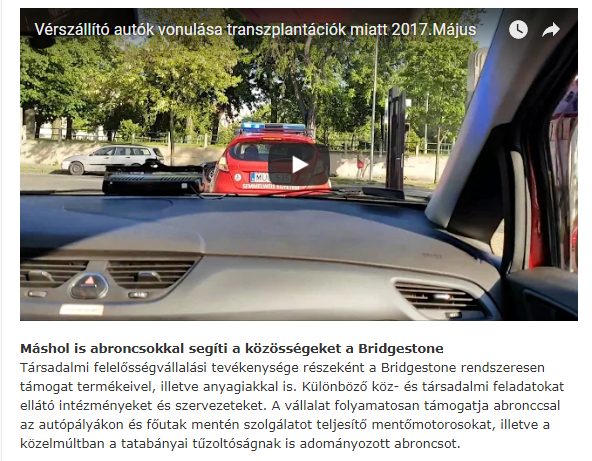 Vérszállító autók vonulása transzplantációk miatt 2017.Május
SEMMELWEIS EGYETEM
Máshol is abroncsokkal segíti a közösségeket a Bridgestone
Társadalmi felelősségvállalási tevékenysége részeként a Bridgestone rendszeresen
támogat termékeivel, illetve anyagiakkal is. Különböző köz- és társadalmi feladatokat
ellátó intézményeket és szervezeteket. A vállalat folyamatosan támogatja abronccsal
az autópályákon és főutak mentén szolgálatot teljesítő mentőmotorosokat, illetve a
közelmúltban a tatabányai tűzoltóságnak is adományozott abroncsot.